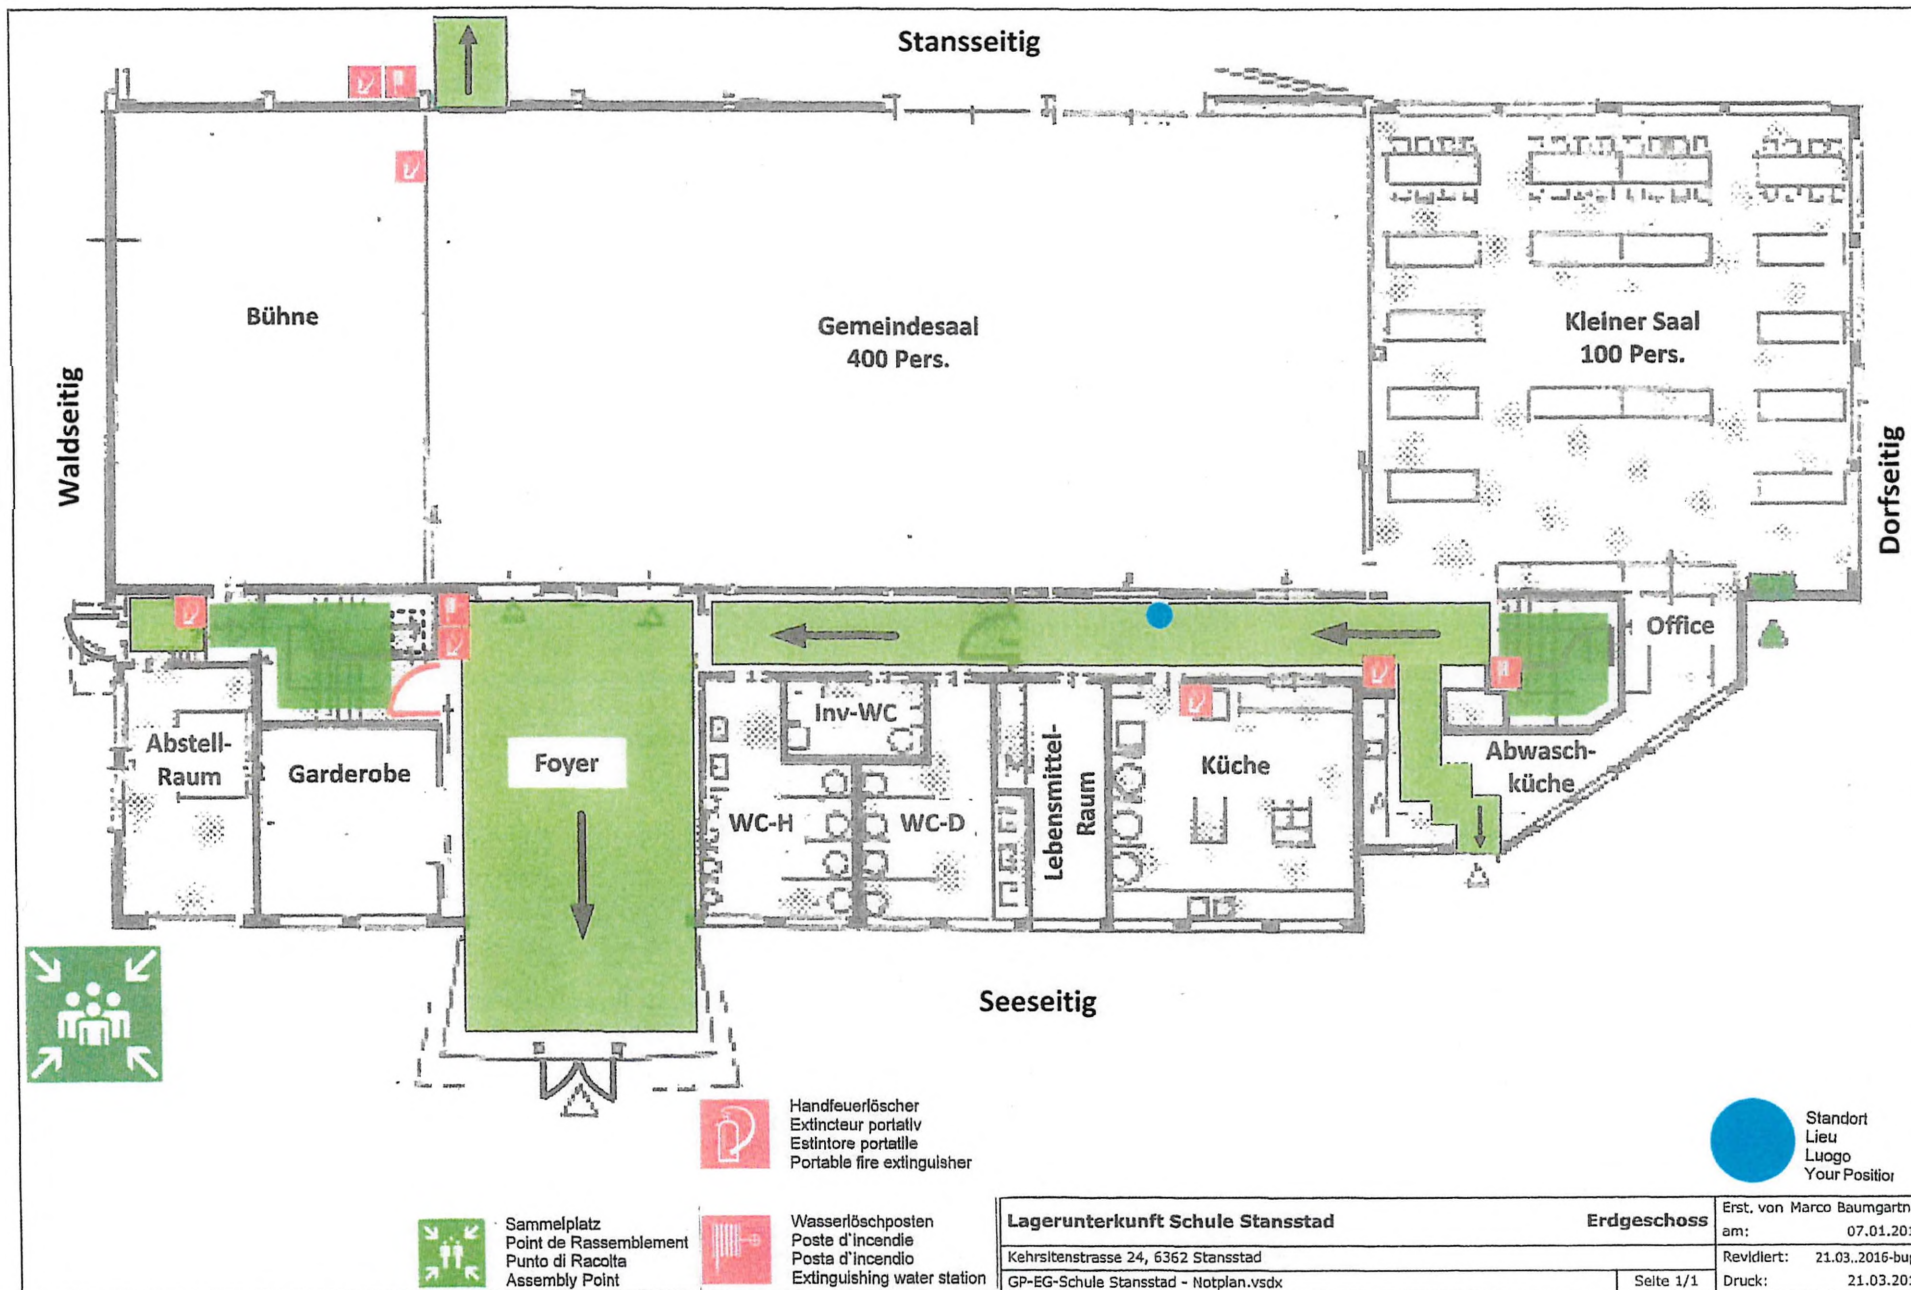 Stansseitig
Waldseitig
Bühne
Gemeindesaal
400 Pers.
Kleiner Saal
100 Pers.
Dorfseitig
Office
Abstell-
Raum
Garderobe
Foyer
Inv-WC
WC-H
WC-D
Lebensmittel-
Raum
Küche
Abwasch-
küche
Seeseitig
Handfeuerlöscher
Extincteur portativ
Estintore portatile
Portable fire extinguisher
Standort
Lieu
Luogo
Your Position
Sammelplatz
Point de Rassemblement
Punto di Racolta
Assembly Point
Wasserlöschposten
Poste d'incendie
Posta d'incendio
Extinguishing water station
Lagerunterkunft Schule Stansstad Erdgeschoss
Kehrsitenstrasse 24, 6362 Stansstad
GP-EG-Schule Stansstad - Notplan.vsdx Seite 1/1
Erst. von Marco Baumgartn
am: 07.01.201
Revidiert: 21.03..2016-bu
Druck: 21.03.201